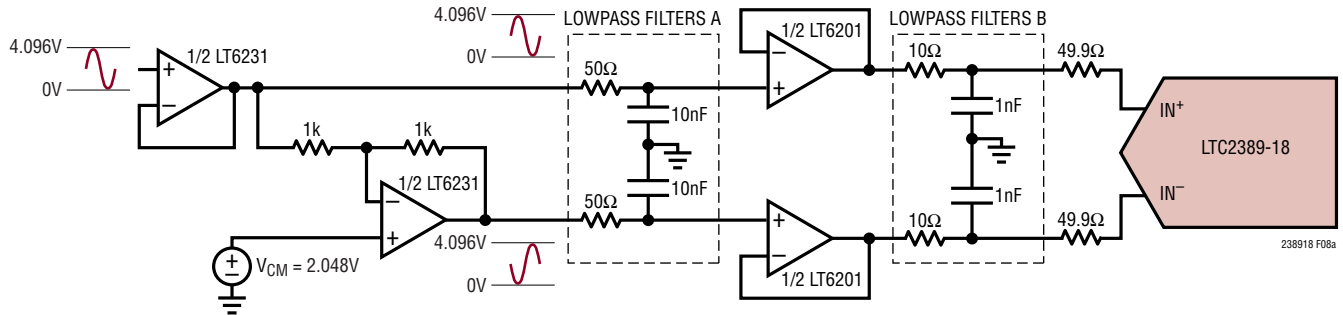 4.096V
0V
1/2 LT6231
+
−
1k
1k
1/2 LT6231
−
+
+
−
VCM = 2.048V
4.096V
0V
4.096V
0V
LOWPASS FILTERS A
50Ω
10nF
10nF
50Ω
1/2 LT6201
−
+
+
−
1/2 LT6201
LOWPASS FILTERS B
10Ω
1nF
1nF
10Ω
49.9Ω
49.9Ω
IN+
LTC2389-18
IN−
238918 F08a